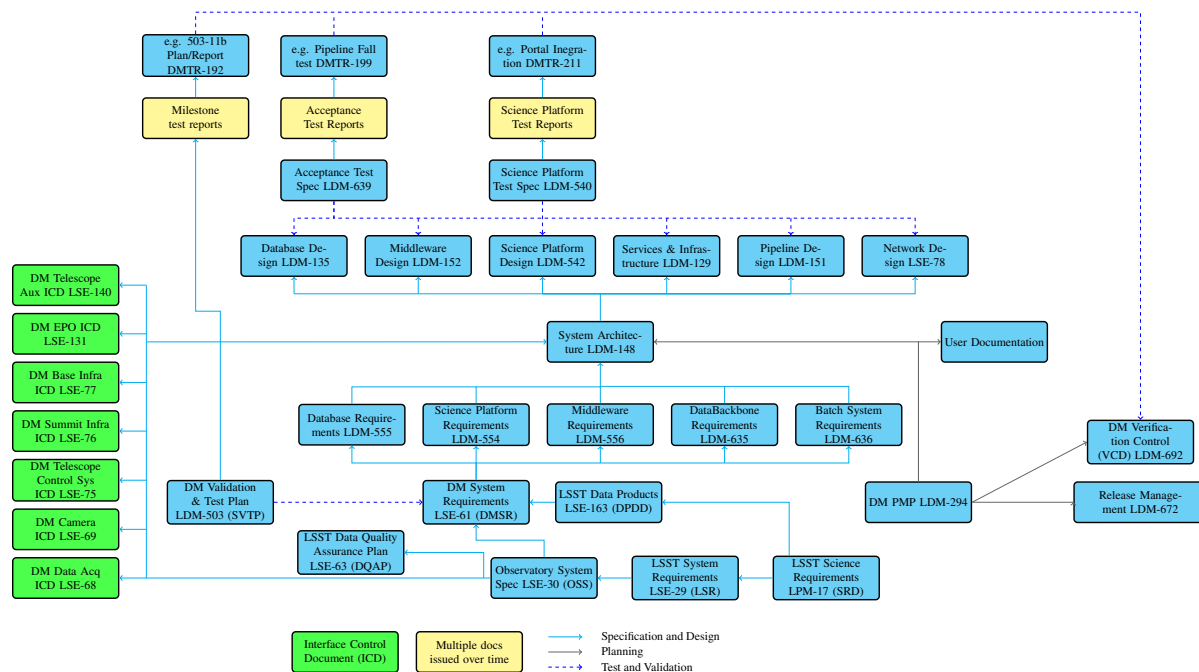 e.g. 503-11b
Plan/Report
DMTR-192
e.g. Pipeline Fall
test DMTR-199
e.g. Portal Inegration DMTR-211
Milestone
test reports
Acceptance
Test Reports
Science Platform
Test Reports
Acceptance Test
Spec LDM-639
Science Platform
Test Spec LDM-540
Database De-
sign LDM-135
Middleware
Design LDM-152
Science Platform
Design LDM-542
Services & Infras-
tructure LDM-129
Pipeline De-
sign LDM-151
Network De-
sign LSE-78
DM Telescope
Aux ICD LSE-140
DM EPO ICD
LSE-131
DM Base Infra
ICD LSE-77
DM Summit Infra
ICD LSE-76
DM Telescope
Control Sys
ICD LSE-75
DM Camera
ICD LSE-69
DM Data Acq
ICD LSE-68
System Architec-
ture LDM-148
User Documentation
Database Require-
ments LDM-555
Science Platform
Requirements
LDM-554
Middleware
Requirements
LDM-556
DataBackbone
Requirements
LDM-635
Batch System
Requirements
LDM-636
DM Verifi-
cation Control
(VCD) LDM-692
DM Validation
& Test Plan
LDM-503 (SVTP)
DM System
Requirements
LSE-61 (DMSR)
LSST Data Products
LSE-163 (DPDD)
DM PMP LDM-294
Release Manage-
ment LDM-672
LSST Data Quality
Assurance Plan
LSE-63 (DQAP)
Observatory System
Spec LSE-30 (OSS)
LSST System
Requirements
LSE-29 (LSR)
LSST Science
Requirements
LPM-17 (SRD)
Interface Control
Document (ICD)
Multiple docs
issued over time
Specification and Design
Planning
Test and Validation